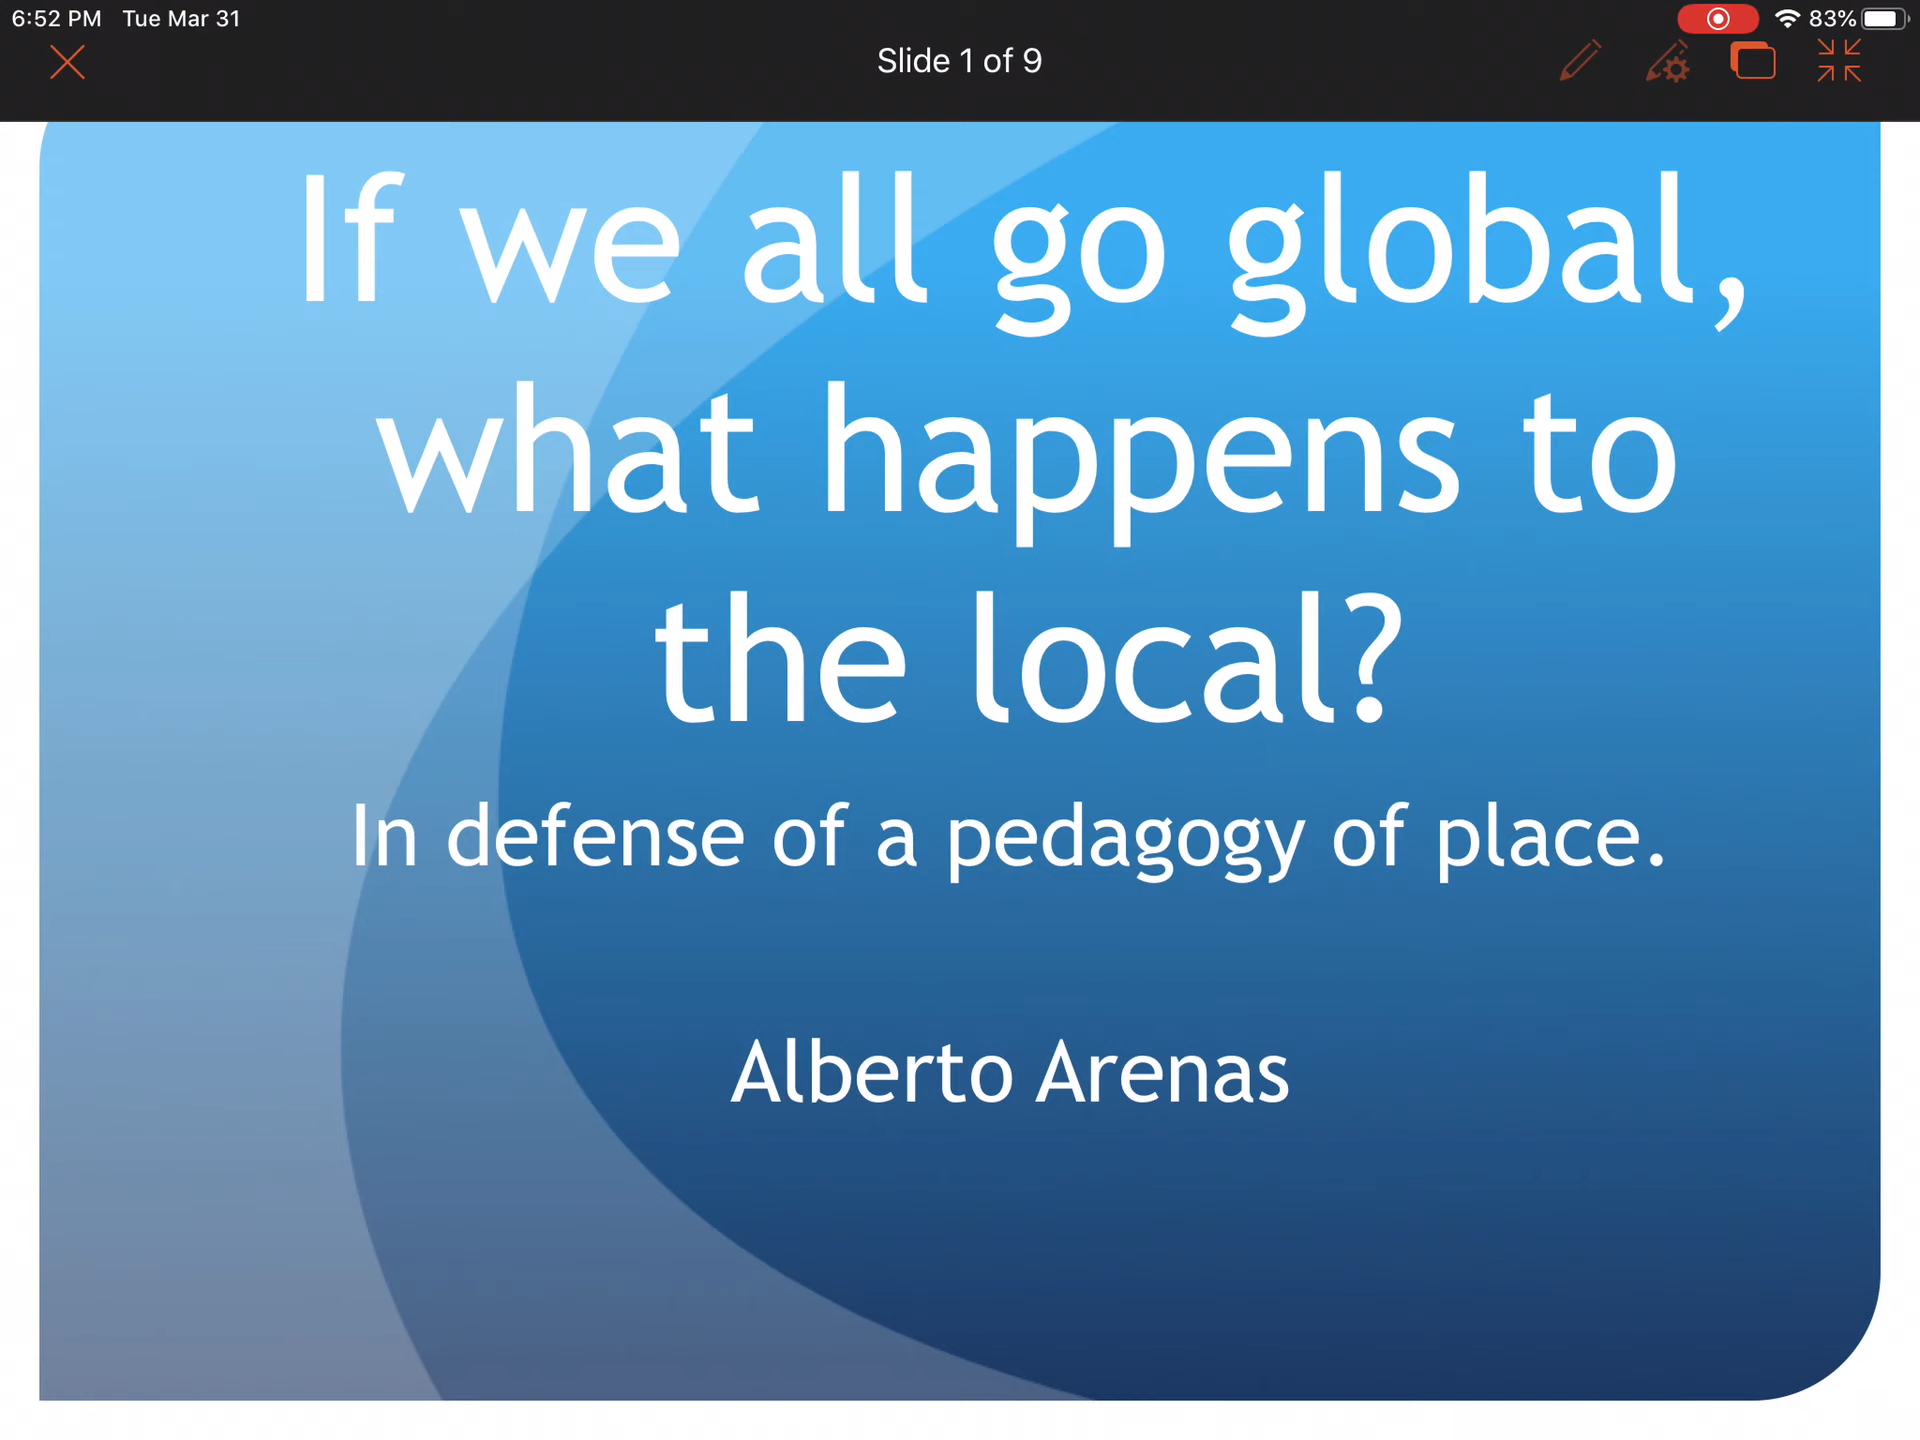 6:52 PM Tue Mar 31
83%
Slide 1 of 9
If we all go global,
what happens to
the local?
In defense of a pedagogy of place.
Alberto Arenas